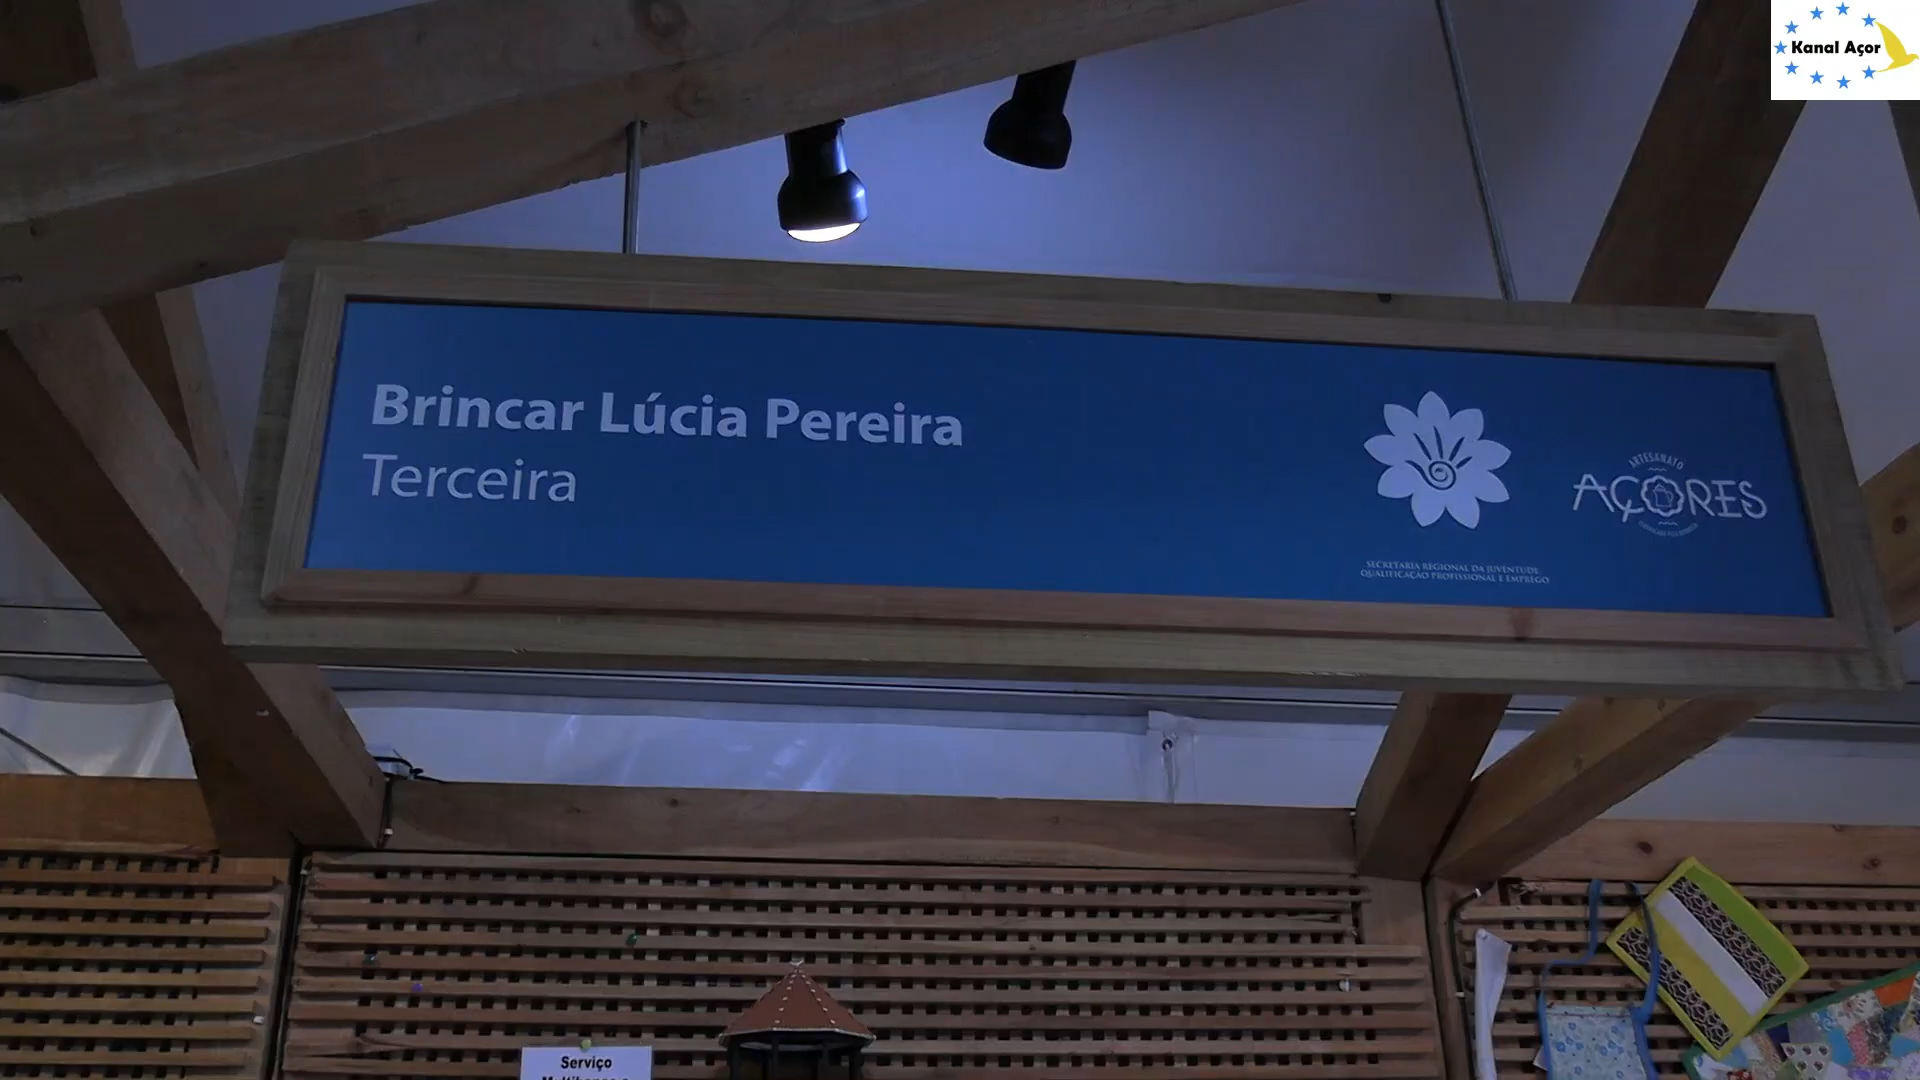 Kanal Açor
Brincar Lúcia Pereira
Terceira
ARTESANATO
AÇORES
SECRETARIA REGIONAL DA JUVENTUDE,
QUALIFICAÇÃO PROFISSIONAL E EMPREGO
Serviço